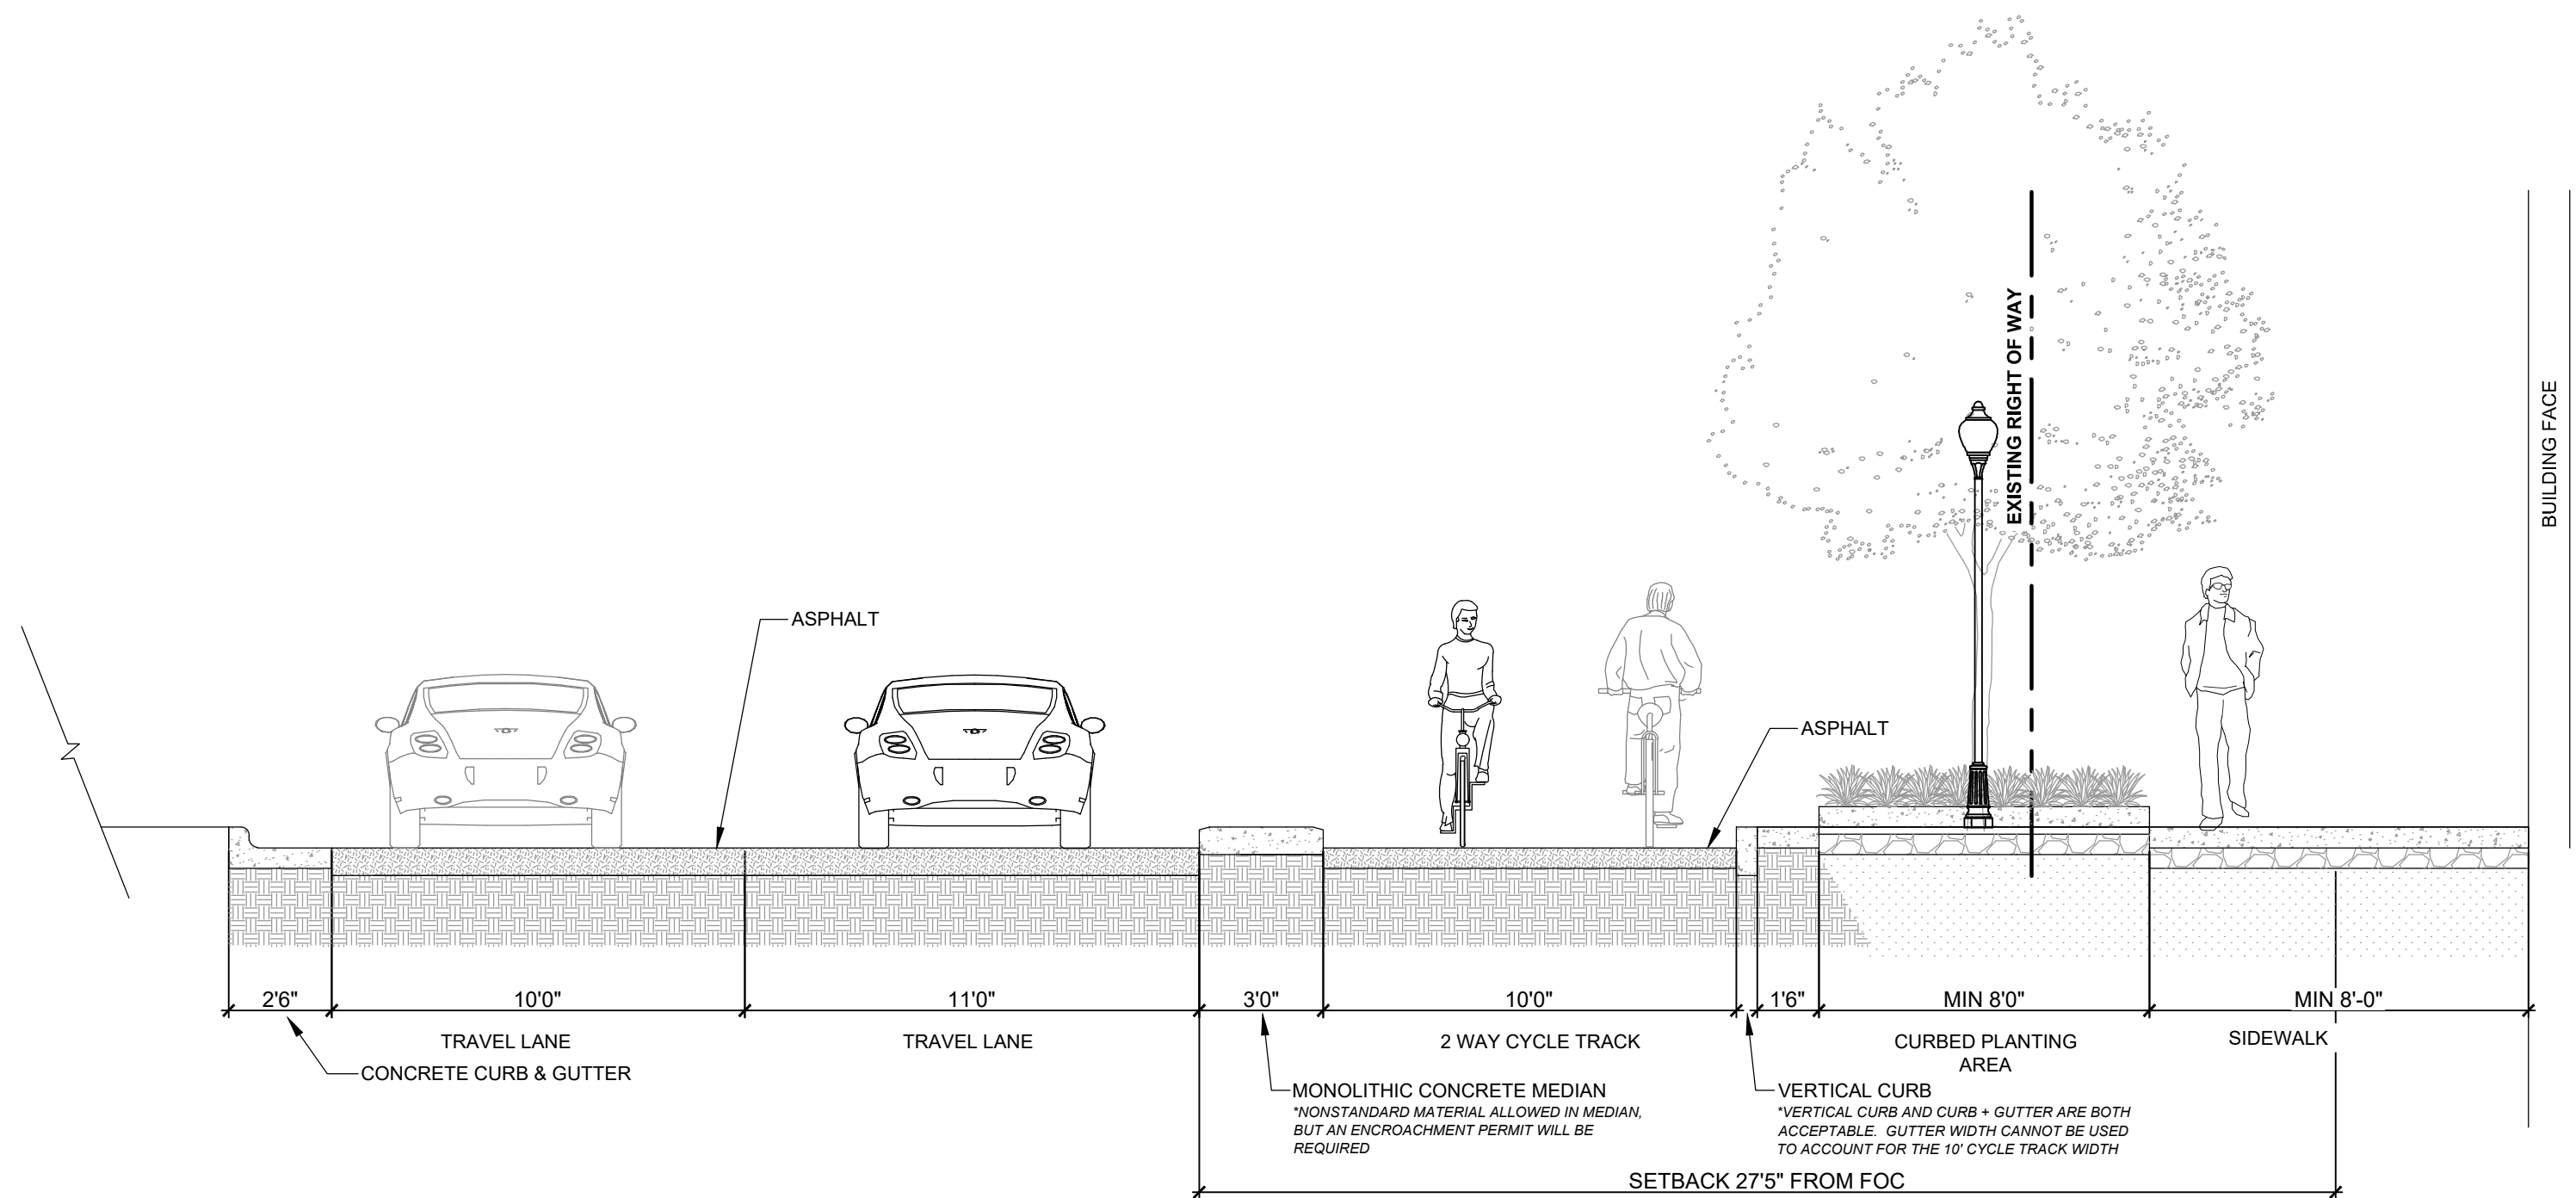 EXISTING RIGHT OF WAY
BUILDING FACE
ASPHALT
ASPHALT
2'6"
10'0"
11'0"
3'0"
10'0"
1'6"
MIN 8'0"
MIN 8'-0"
TRAVEL LANE
TRAVEL LANE
2 WAY CYCLE TRACK
CURBED PLANTING
AREA
SIDEWALK
CONCRETE CURB & GUTTER
MONOLITHIC CONCRETE MEDIAN
*NONSTANDARD MATERIAL ALLOWED IN MEDIAN,
BUT AN ENCROACHMENT PERMIT WILL BE
REQUIRED
VERTICAL CURB
*VERTICAL CURB AND CURB + GUTTER ARE BOTH
ACCEPTABLE. GUTTER WIDTH CANNOT BE USED
TO ACCOUNT FOR THE 10' CYCLE TRACK WIDTH
SETBACK 27'5" FROM FOC